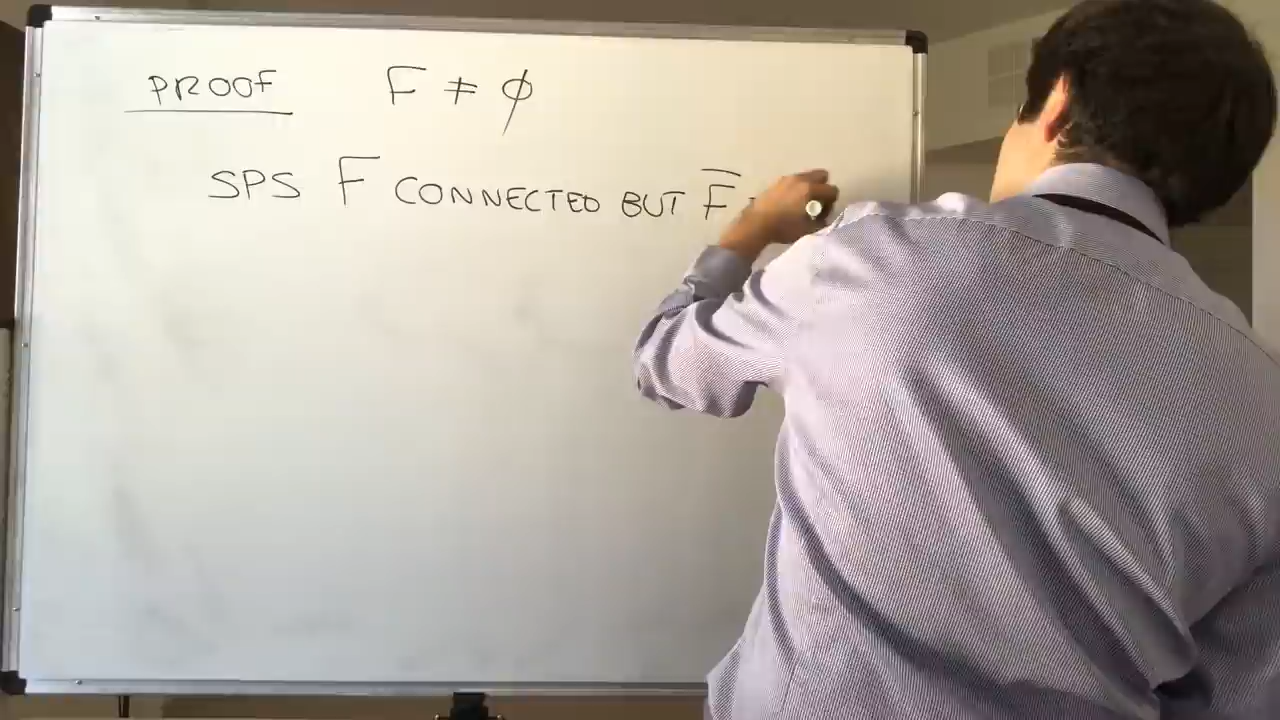 PROOF F ≠ ϕ
SPS F CONNECTED BUT F̅